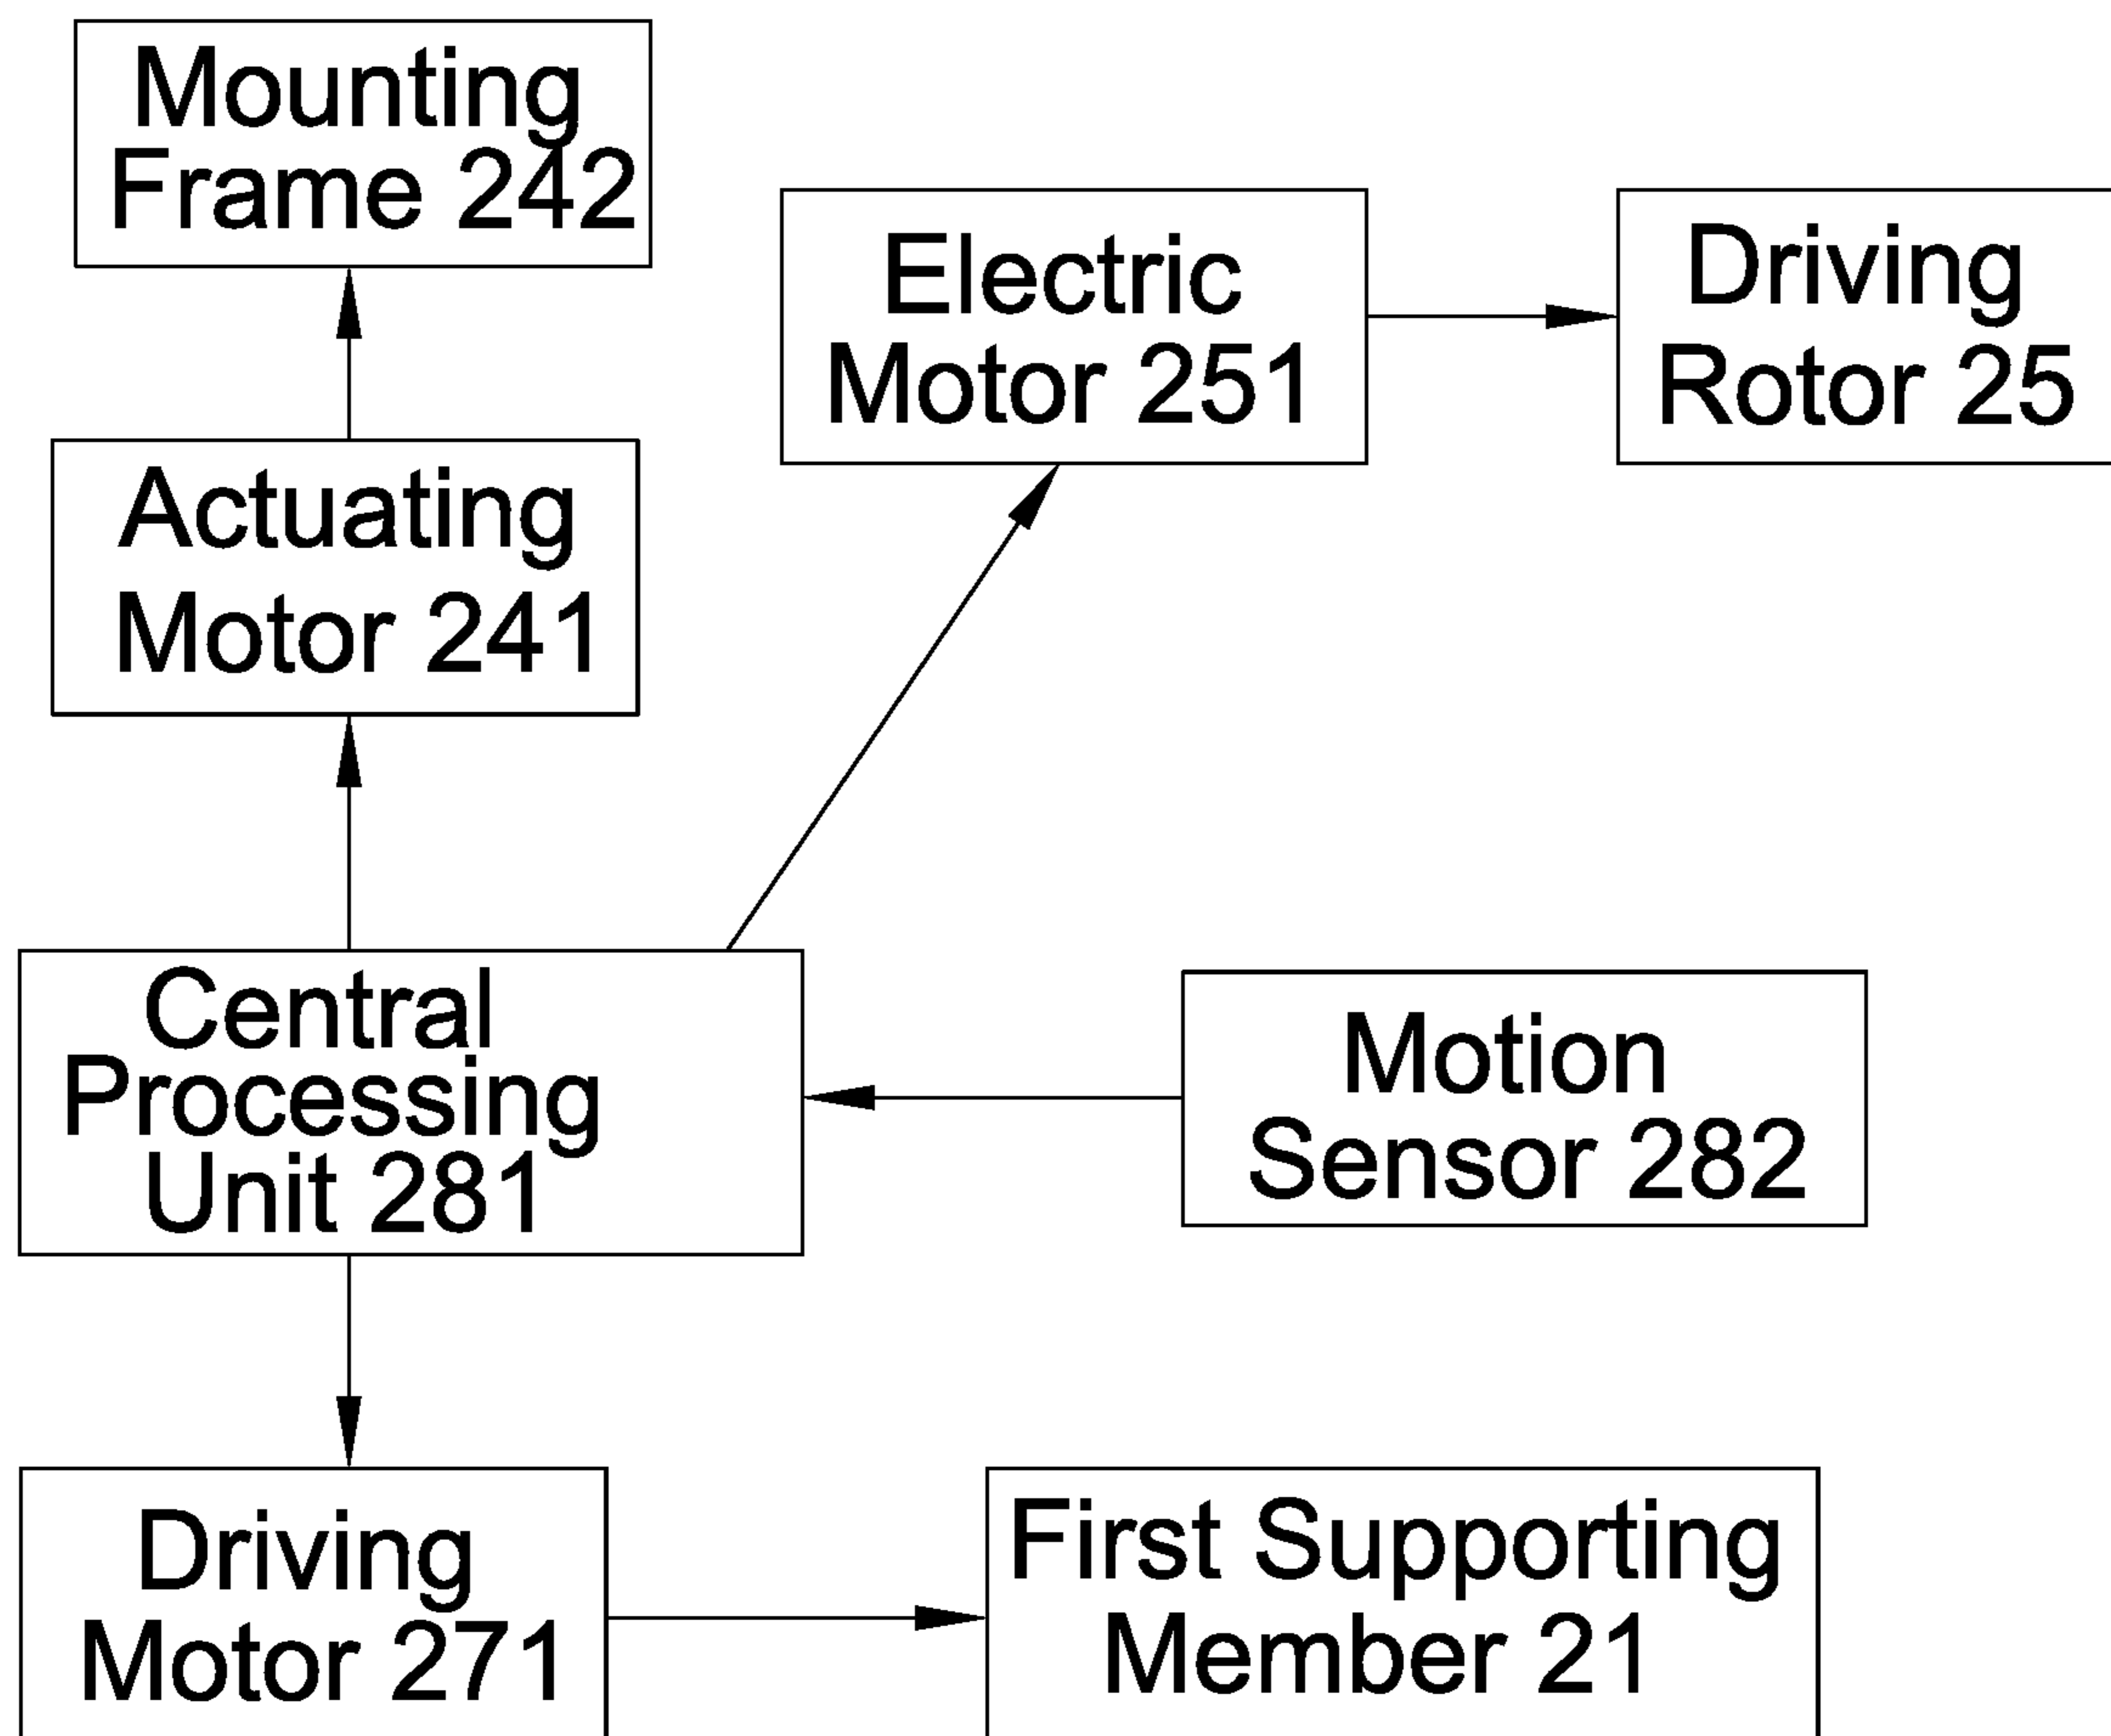 Mounting
Frame 242
Electric
Motor 251
Driving
Rotor 25
Actuating
Motor 241
Central
Processing
Unit 281
Motion
Sensor 282
Driving
Motor 271
First Supporting
Member 21